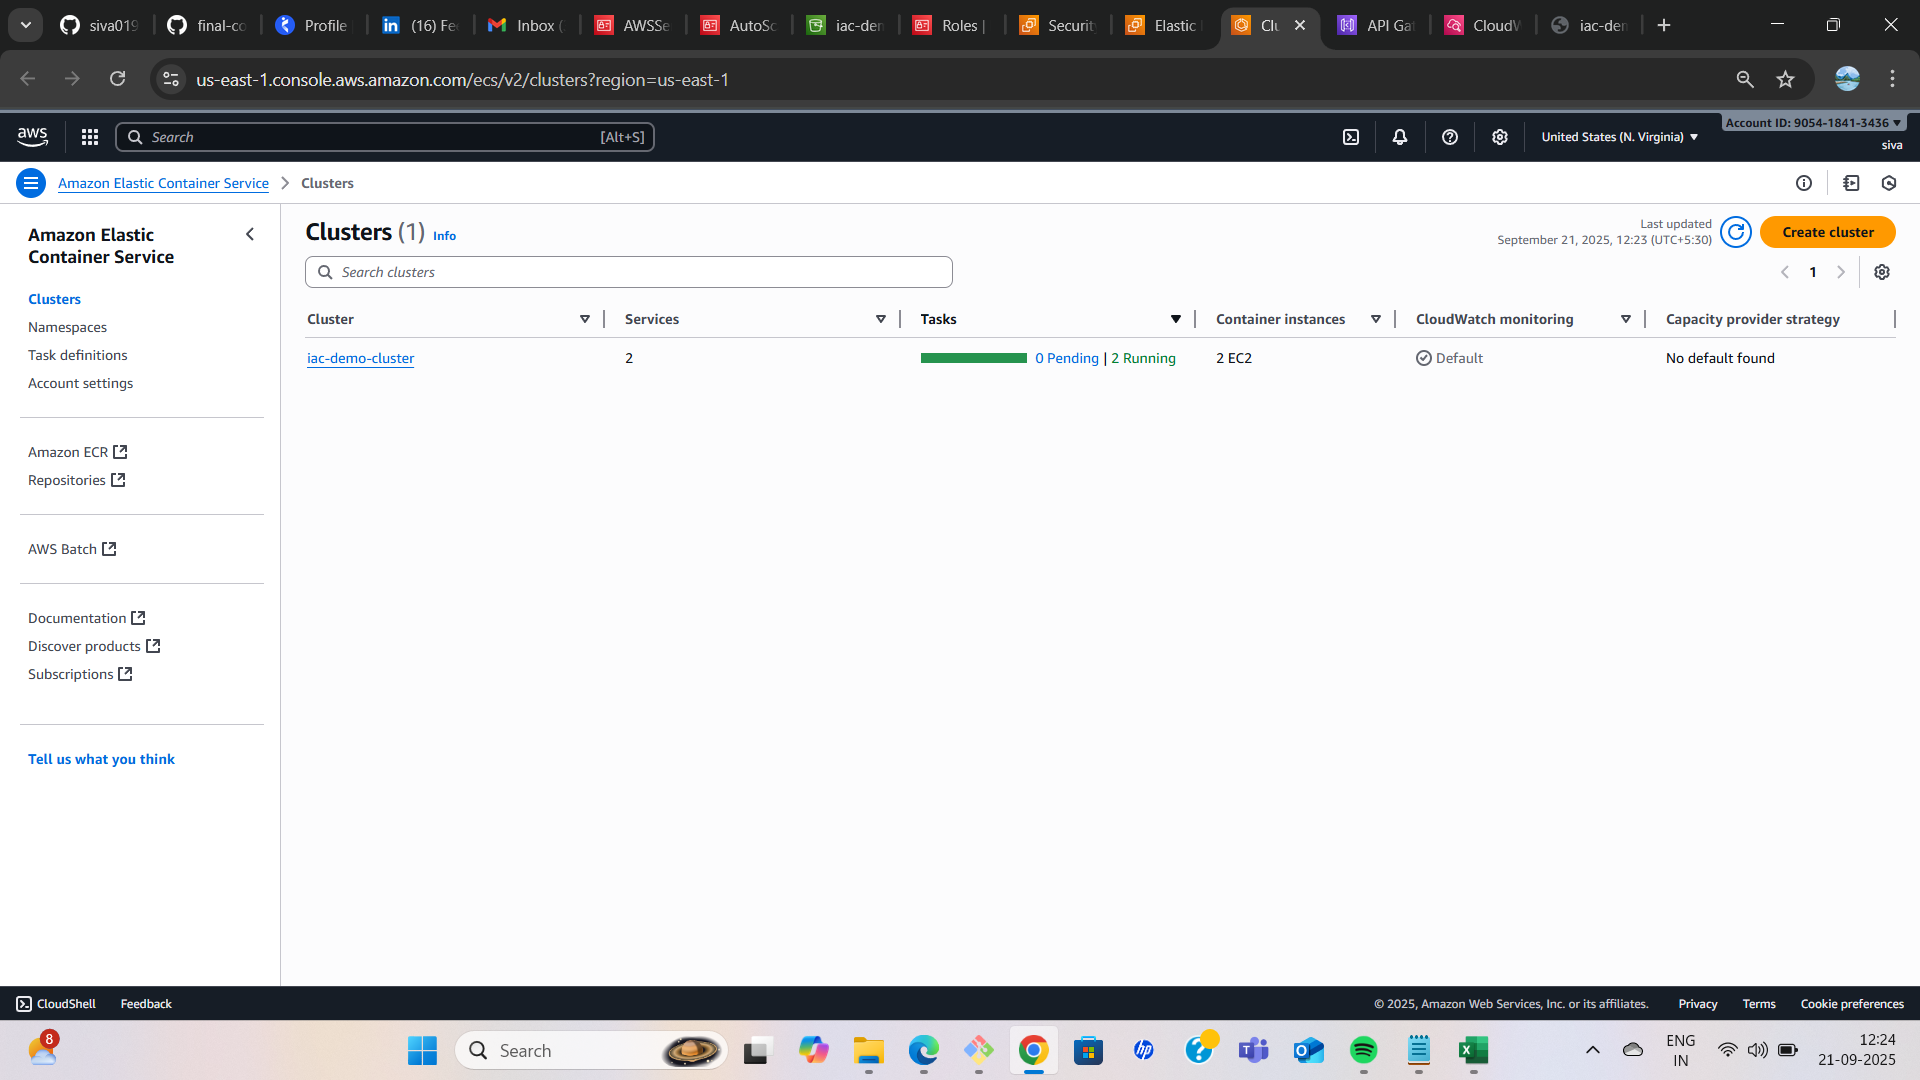 siva019
final-co
Profile
(16) Fee
Inbox (
AWSSe
AutoSc
iac-dem
Roles |
Security
Elastic
Clu
API Gat
CloudW
iac-dem
us-east-1.console.aws.amazon.com/ecs/v2/clusters?region=us-east-1
aws
Search
[Alt+S]
United States (N. Virginia)
Account ID: 9054-1841-3436
siva
Amazon Elastic Container Service
Clusters
Amazon Elastic
Container Service
Clusters
Namespaces
Task definitions
Account settings
Amazon ECR
Repositories
AWS Batch
Documentation
Discover products
Subscriptions
Tell us what you think
Clusters (1) Info
Last updated
September 21, 2025, 12:23 (UTC+5:30)
Create cluster
Search clusters
1
Cluster
Services
Tasks
Container instances
CloudWatch monitoring
Capacity provider strategy
iac-demo-cluster
2
0 Pending | 2 Running
2 EC2
Default
No default found
CloudShell
Feedback
© 2025, Amazon Web Services, Inc. or its affiliates.
Privacy
Terms
Cookie preferences
8
Search
ENG
IN
12:24
21-09-2025